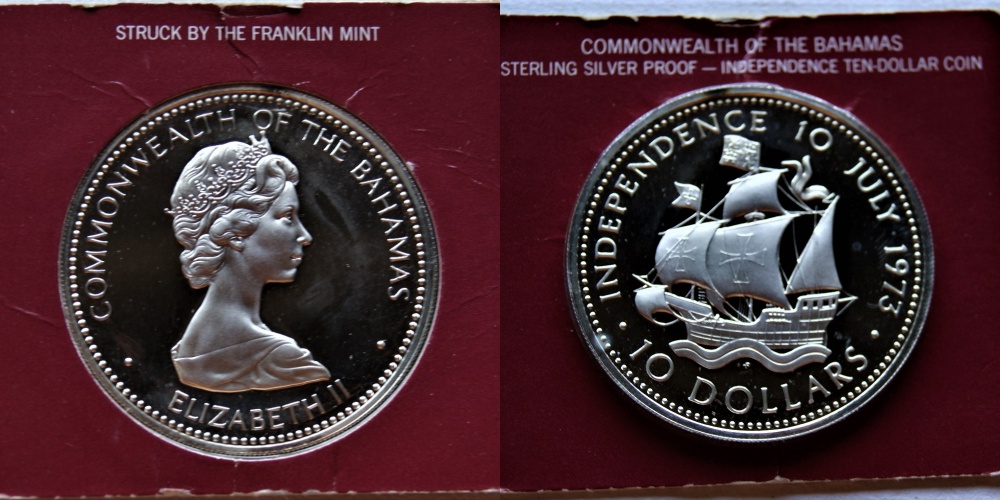 STRUCK BY THE FRANKLIN MINT
COMMONWEALTH OF THE BAHAMAS
ELIZABETH II
COMMONWEALTH OF THE BAHAMAS
STERLING SILVER PROOF — INDEPENDENCE TEN-DOLLAR COIN
INDEPENDENCE 10 JULY 1973
10 DOLLARS